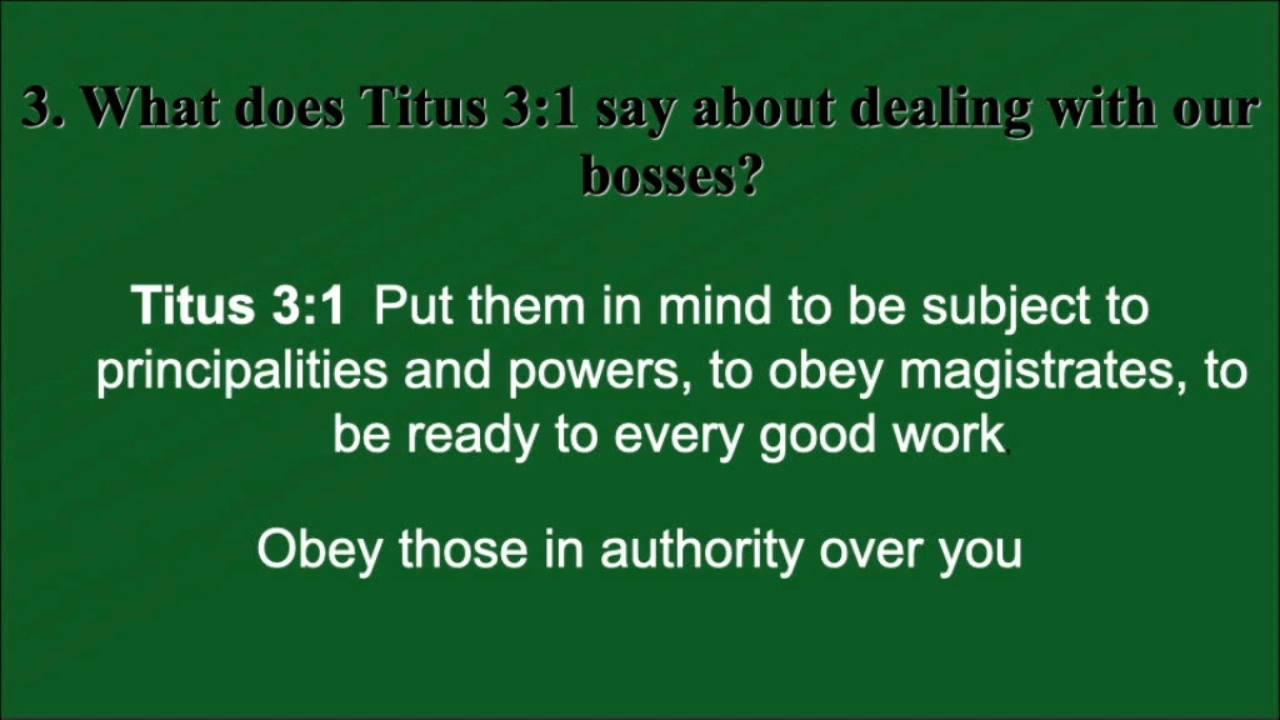 3. What does Titus 3:1 say about dealing with our
bosses?
Titus 3:1 Put them in mind to be subject to
principalities and powers, to obey magistrates, to
be ready to every good work,
Obey those in authority over you